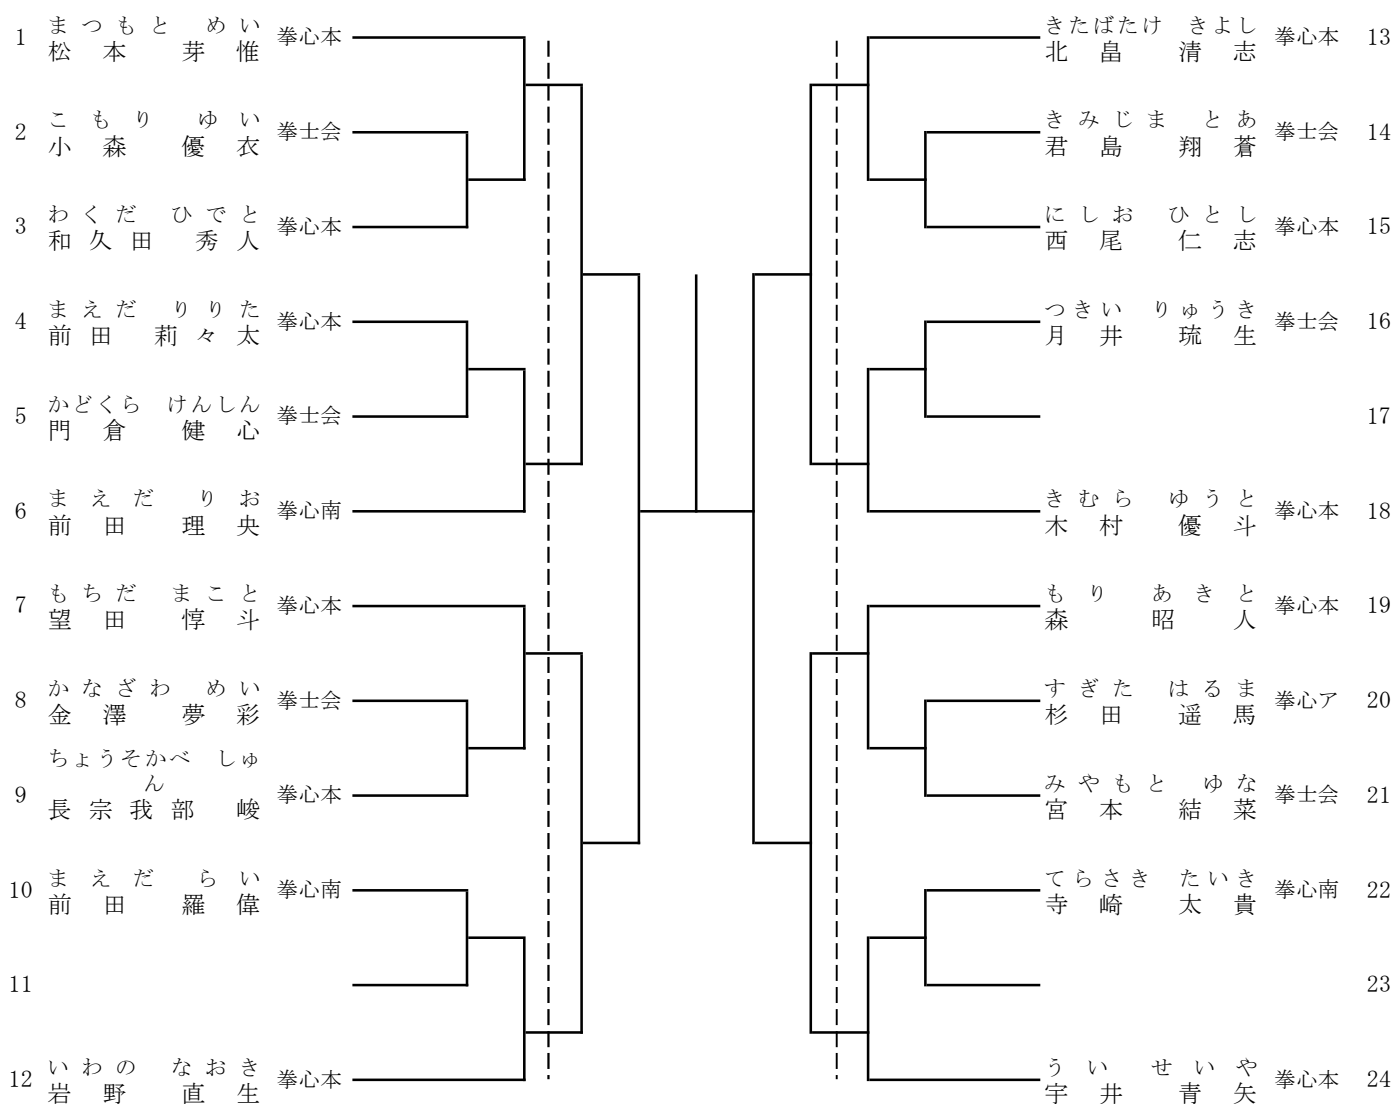 1 まつもと めい 拳心本
松本 芽惟
2 こもり ゆい 拳士会
小森 優衣
3 わくだ ひでと 拳心本
和久田 秀人
4 まえだ りりた 拳心本
前田 莉々太
5 かどくら けんしん 拳士会
門倉 健心
6 まえだ りお 拳心南
前田 理央
7 もちだ まこと 拳心本
望田 惇斗
8 かなざわ めい 拳士会
金澤 夢彩
ちょうそかべ しゅ
ん
9 長宗我部 峻 拳心本
10 まえだ らい 拳心南
前田 羅偉
11
12 いわの なおき 拳心本
岩野 直生
きたばたけ きよし 拳心本 13
北畠 清志
きみじま とあ 拳士会 14
君島 翔蒼
にしお ひとし 拳心本 15
西尾 仁志
つきい りゅうき 拳士会 16
月井 琉生
17
きむら ゆうと 拳心本 18
木村 優斗
もり あきと 拳心本 19
森 昭人
すぎた はるま 拳心ア 20
杉田 遥馬
みやもと ゆな 拳士会 21
宮本 結菜
てらさき たいき 拳心南 22
寺崎 太貴
23
うい せいや 拳心本 24
宇井 青矢